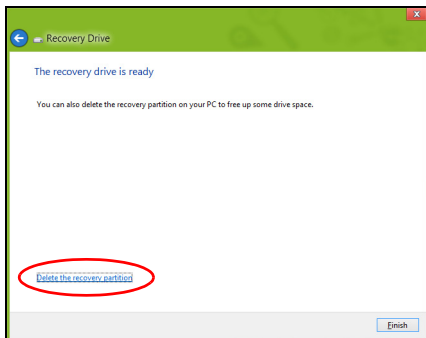 x
Recovery Drive
The recovery drive is ready
You can also delete the recovery partition on your PC to free up some drive space.
Delete the recovery partition
Finish